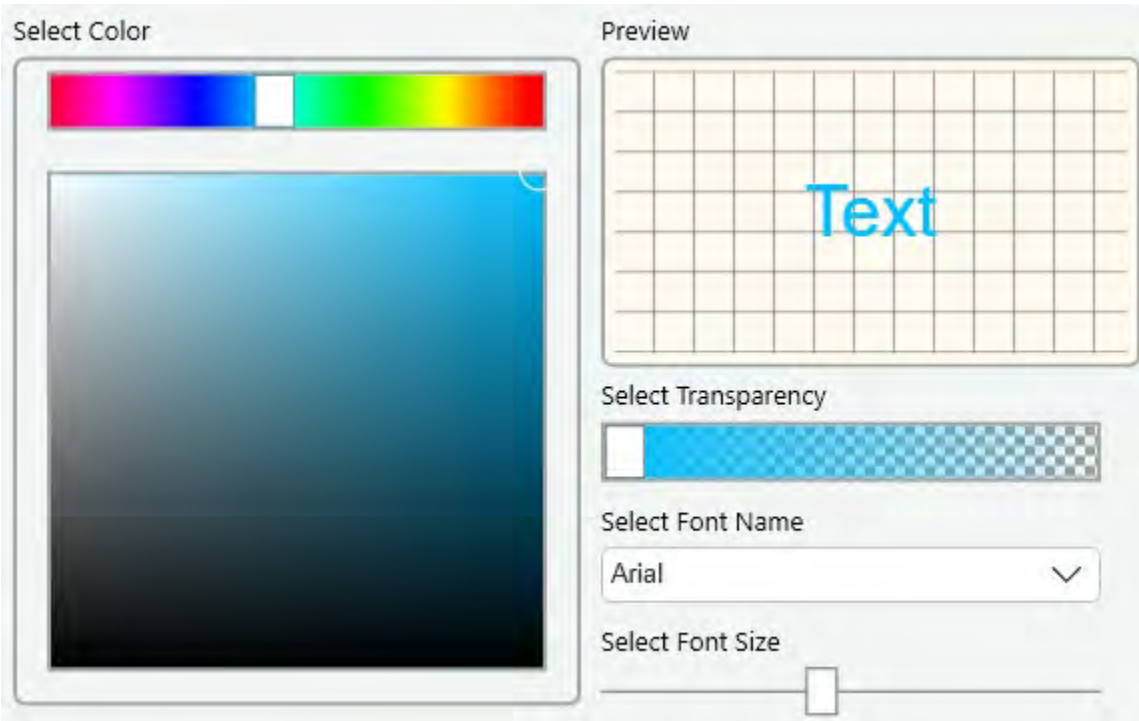 Select Color
Preview
Text
Select Transparency
Select Font Name
Arial
Select Font Size